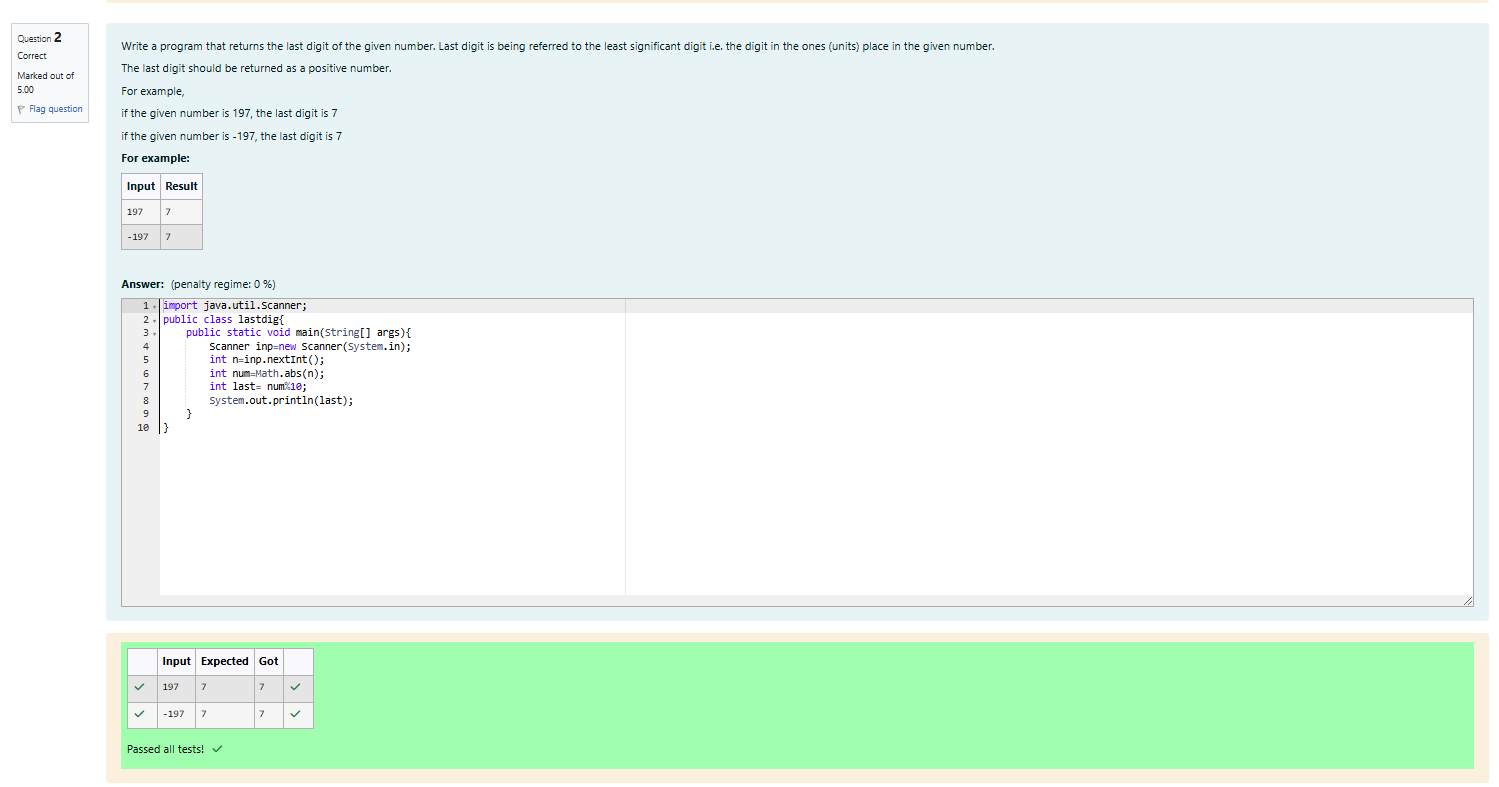 Question 2
Correct
Marked out of
5.00
Flag question
Write a program that returns the last digit of the given number. Last digit is being referred to the least significant digit i.e. the digit in the ones (units) place in the given number.
The last digit should be returned as a positive number.
For example,
if the given number is 197, the last digit is 7
if the given number is -197, the last digit is 7
For example:
Input Result
197 7
-197 7
Answer: (penalty regime: 0 %)
1 import java.util.Scanner;
2 public class lastdig{
3 public static void main(String[] args){
4 Scanner inp=new Scanner(System.in);
5 int n=inp.nextInt();
6 int num=Math.abs(n);
7 int last= num%10;
8 System.out.println(last);
9 }
10 }
Input Expected Got
197 7 7
-197 7 7
Passed all tests!